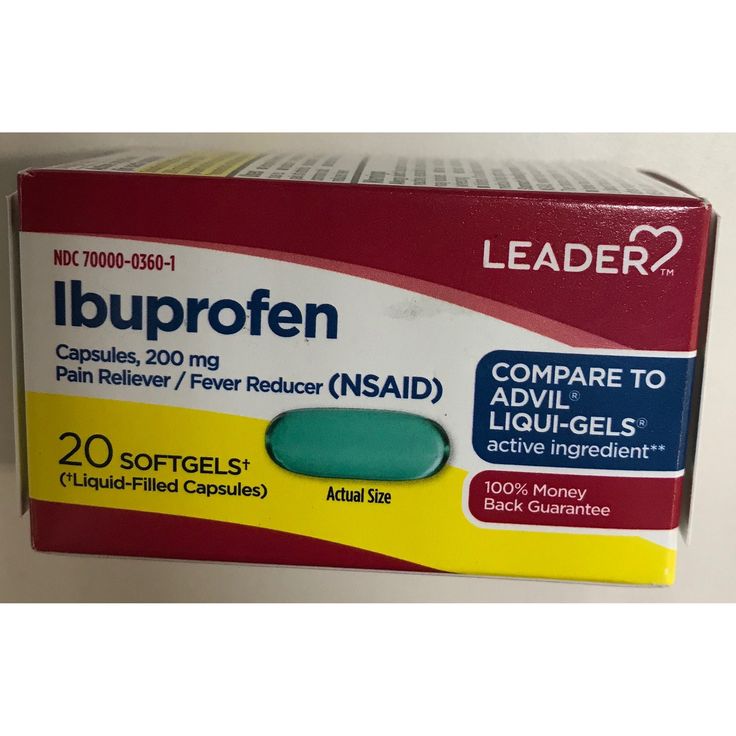 NDC 70000-0360-1
LEADER™
Ibuprofen
Capsules, 200 mg
Pain Reliever / Fever Reducer (NSAID)
COMPARE TO
ADVIL®
LIQUI-GELS®
active ingredient**
20 SOFTGELS†
(†Liquid-Filled Capsules)
Actual Size
100% Money
Back Guarantee